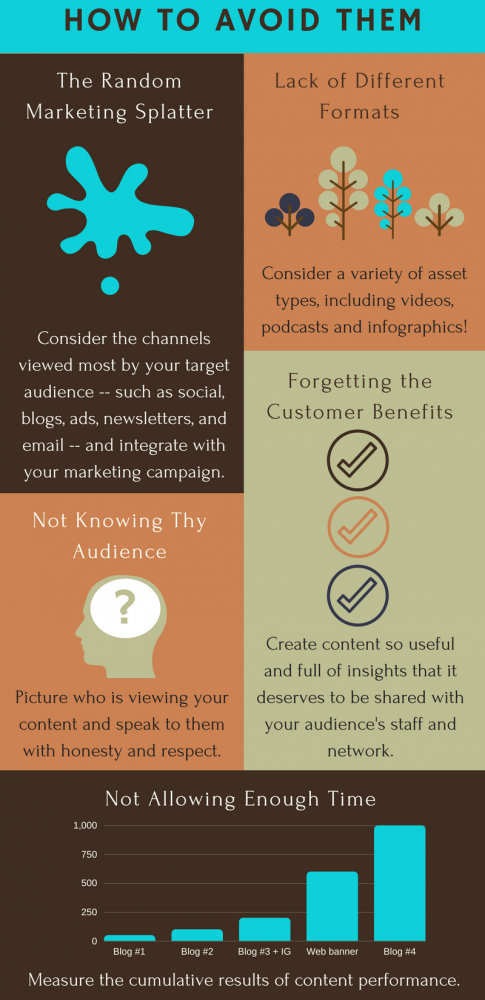 HOW TO AVOID THEM
The Random
Marketing Splatter
Consider the channels
viewed most by your target
audience -- such as social,
blogs, ads, newsletters, and
email -- and integrate with
your marketing campaign.
Lack of Different
Formats
Consider a variety of asset
types, including videos,
podcasts and infographics!
Not Knowing Thy
Audience
?
Picture who is viewing your
content and speak to them
with honesty and respect.
Forgetting the
Customer Benefits
Create content so useful
and full of insights that it
deserves to be shared with
your audience's staff and
network.
Not Allowing Enough Time
1,000
750
500
250
0
Blog #1 Blog #2 Blog #3 + IG Web banner Blog #4
Measure the cumulative results of content performance.